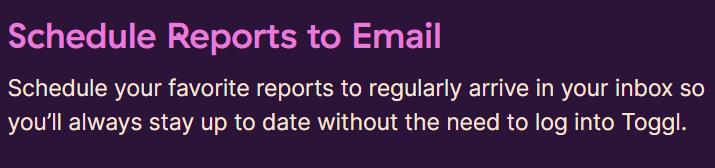 Schedule Reports to Email
Schedule your favorite reports to regularly arrive in your inbox so
you’ll always stay up to date without the need to log into Toggl.